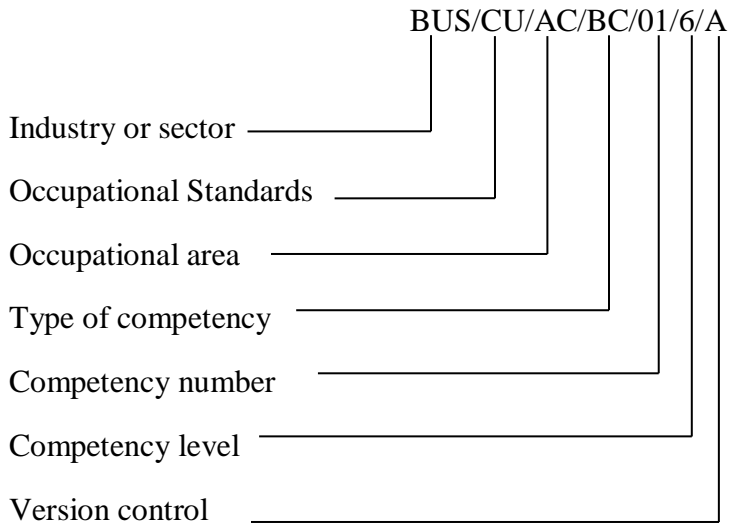 BUS/CU/AC/BC/01/6/A
Industry or sector
Occupational Standards
Occupational area
Type of competency
Competency number
Competency level
Version control